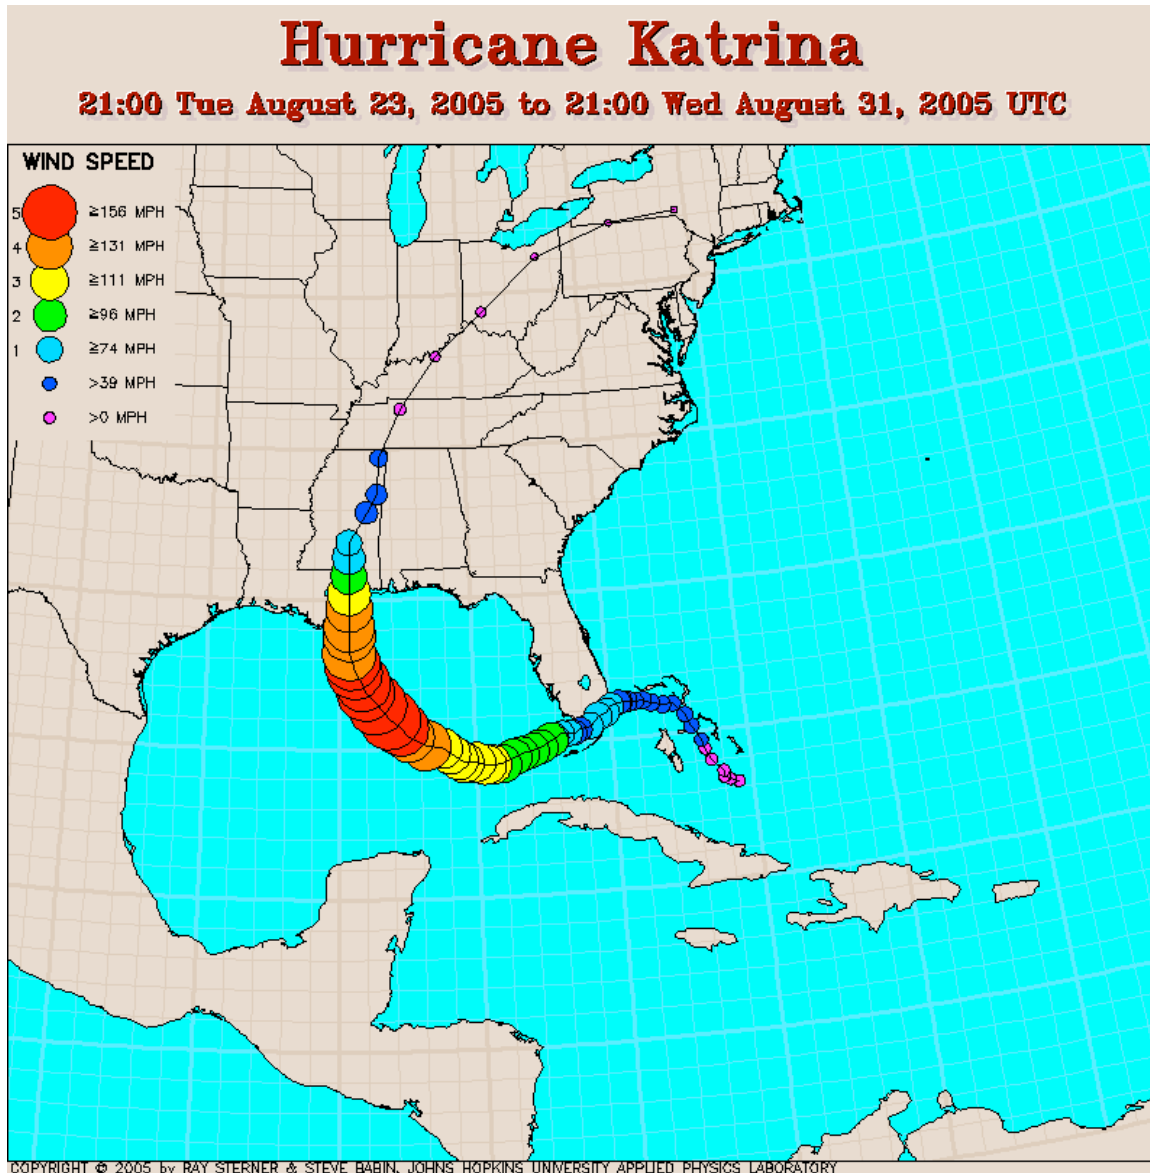 Hurricane Katrina
21:00 Tue August 23, 2005 to 21:00 Wed August 31, 2005 UTC
WIND SPEED
5 ≧156 MPH
4 ≧131 MPH
3 ≧111 MPH
2 ≧96 MPH
1 ≧74 MPH
>39 MPH
>0 MPH
COPYRIGHT © 2005 by RAY STERNER & STEVE BABIN, JOHNS HOPKINS UNIVERSITY APPLIED PHYSICS LABORATORY